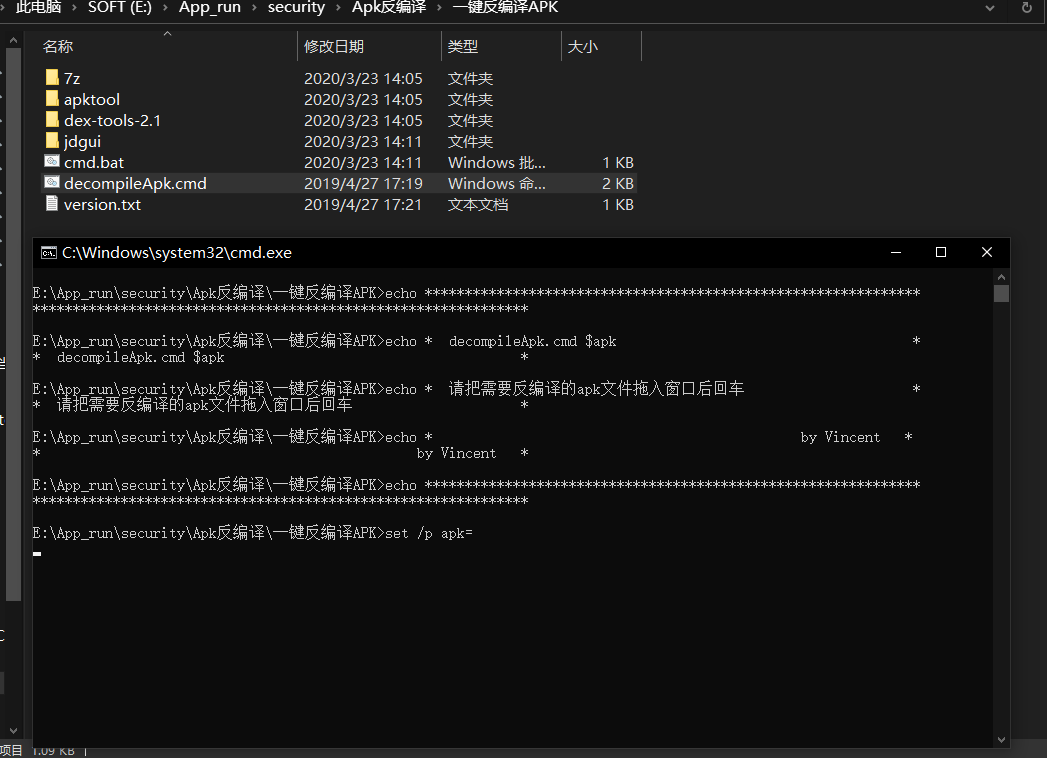 此电脑 › SOFT (E:) › App_run › security › Apk反编译 › 一键反编译APK
名称 修改日期 类型 大小
7z 2020/3/23 14:05 文件夹
apktool 2020/3/23 14:05 文件夹
dex-tools-2.1 2020/3/23 14:05 文件夹
jdgui 2020/3/23 14:11 文件夹
cmd.bat 2020/3/23 14:11 Windows 批... 1 KB
decompileApk.cmd 2019/4/27 17:19 Windows 命... 2 KB
version.txt 2019/4/27 17:21 文本文档 1 KB
C:\Windows\system32\cmd.exe
E:\App_run\security\Apk反编译\一键反编译APK>echo **************************************************************
**************************************************************
E:\App_run\security\Apk反编译\一键反编译APK>echo *  decompileApk.cmd $apk                                     *
*  decompileApk.cmd $apk                                     *
E:\App_run\security\Apk反编译\一键反编译APK>echo *  请把需要反编译的apk文件拖入窗口后回车                     *
*  请把需要反编译的apk文件拖入窗口后回车                     *
E:\App_run\security\Apk反编译\一键反编译APK>echo *                                              by Vincent   *
*                                               by Vincent   *
E:\App_run\security\Apk反编译\一键反编译APK>echo **************************************************************
**************************************************************
E:\App_run\security\Apk反编译\一键反编译APK>set /p apk=
项目 1.09 KB